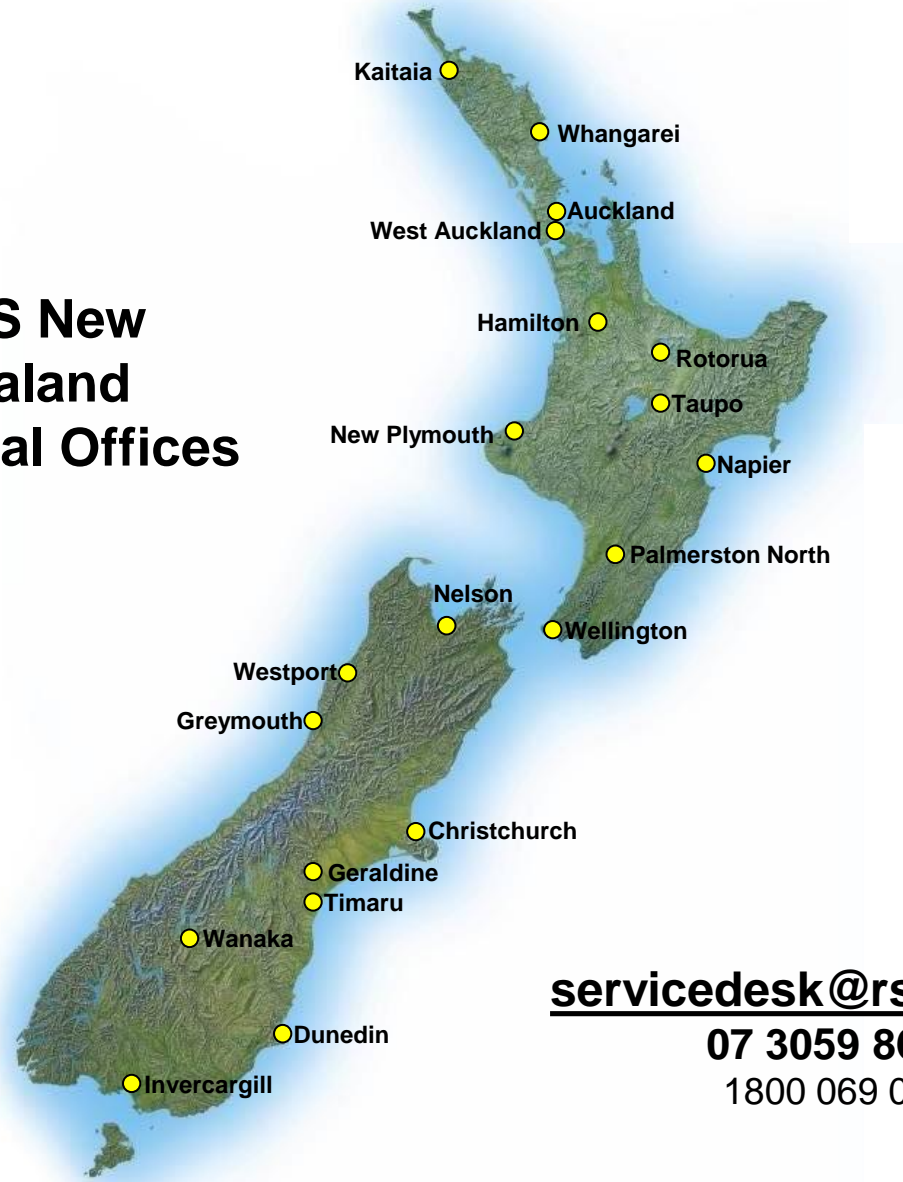 Kaitaia
Whangarei
Auckland
West Auckland
S New
aland
al Offices
Hamilton
Rotorua
Taupo
New Plymouth
Napier
Palmerston North
Nelson
Wellington
Westport
Greymouth
Christchurch
Geraldine
Timaru
Wanaka
servicedesk@rs
Dunedin
07 3059 8
Invercargill
1800 069